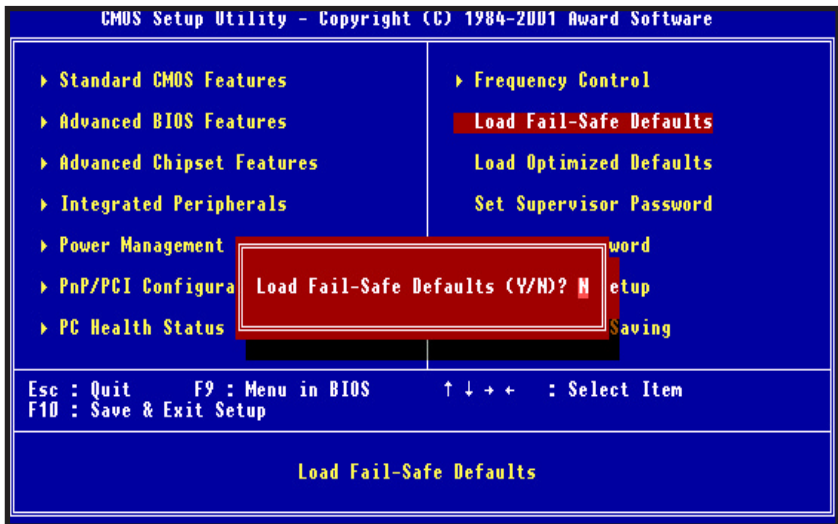 CMOS Setup Utility - Copyright (C) 1984-2001 Award Software
Standard CMOS Features
Advanced BIOS Features
Advanced Chipset Features
Integrated Peripherals
Power Management
PnP/PCI Configura
PC Health Status
Frequency Control
Load Fail-Safe Defaults
Load Optimized Defaults
Set Supervisor Password
word
etup
Saving
Load Fail-Safe Defaults (Y/N)? N
Esc : Quit F9 : Menu in BIOS ↑ ↓ → ← : Select Item
F10 : Save & Exit Setup
Load Fail-Safe Defaults